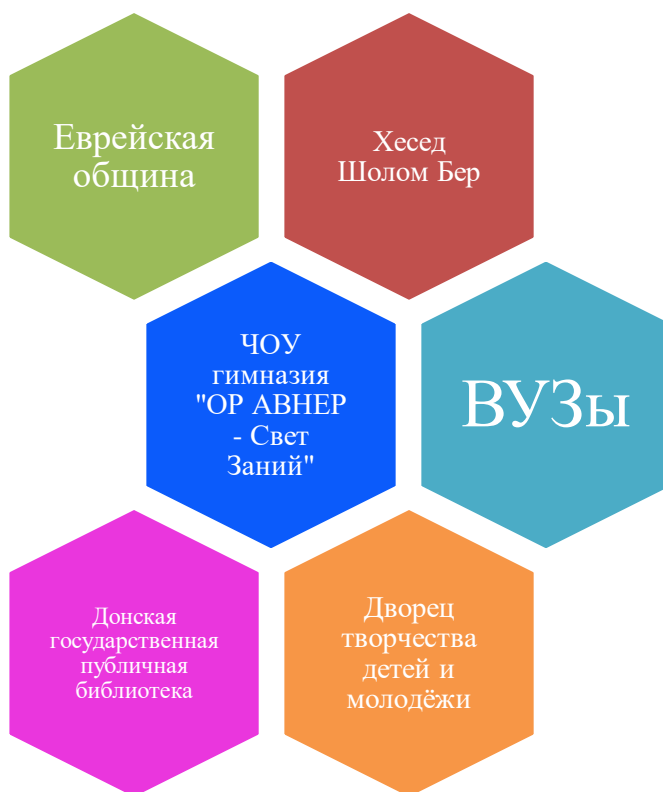 Еврейская
община
Хесед
Шолом Бер
ЧОУ
гимназия
"ОР АВНЕР
- Свет
Заний"
ВУЗы
Донская
государственная
публичная
библиотека
Дворец
творчества
детей и
молодёжи